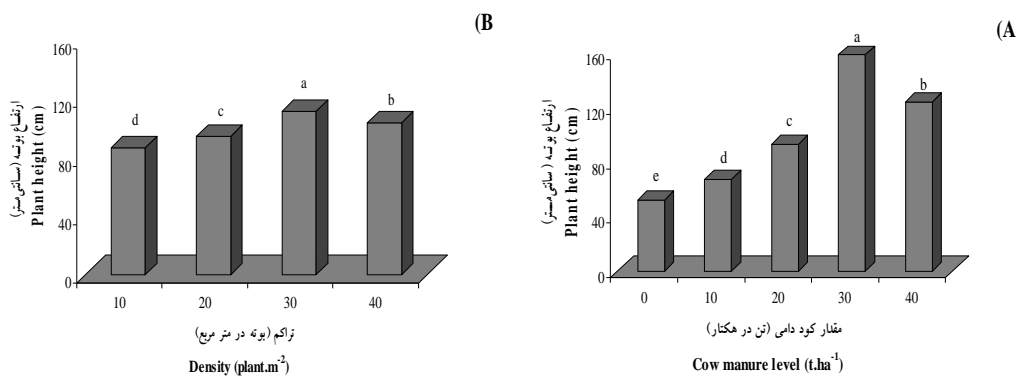 (B
160
120
80
40
0
ارتفاع بوته (سانتی‌متر)
Plant height (cm)
d
c
a
b
10
20
30
40
تراکم (بوته در متر مربع)
Density (plant.m⁻²)
(A
160
120
80
40
0
ارتفاع بوته (سانتی‌متر)
Plant height (cm)
e
d
c
a
b
0
10
20
30
40
مقدار کود دامی (تن در هکتار)
Cow manure level (t.ha⁻¹)